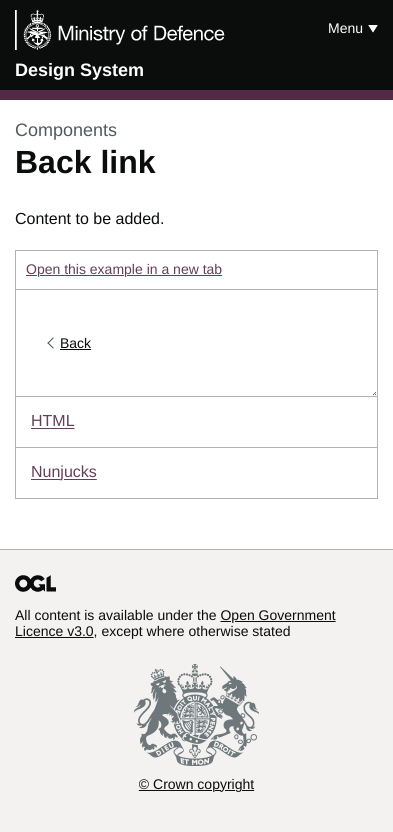 Ministry of Defence
Menu
Design System
Components
Back link
Content to be added.
Open this example in a new tab
Back
HTML
Nunjucks
OGL
All content is available under the Open Government
Licence v3.0, except where otherwise stated
DIEU ET MON DROIT
© Crown copyright